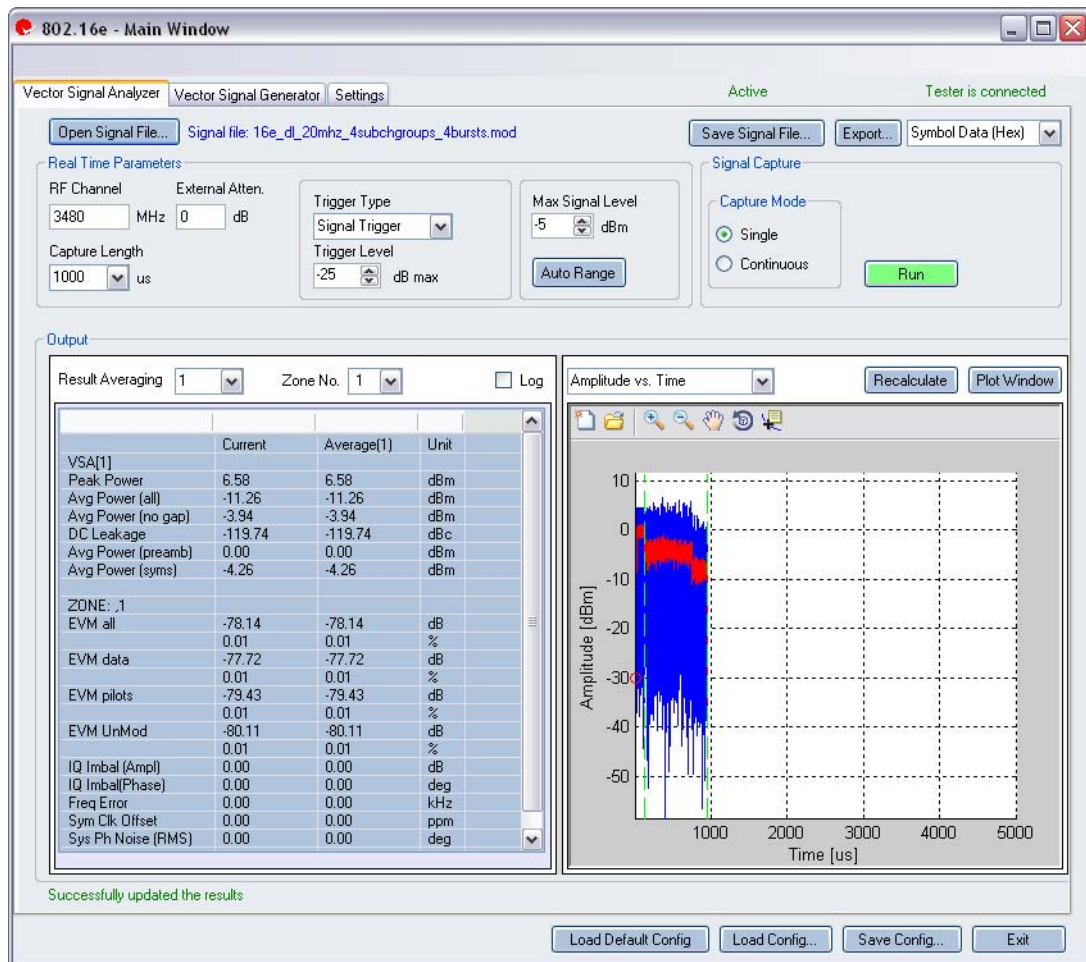 802.16e - Main Window
Vector Signal Analyzer Vector Signal Generator Settings Active Tester is connected
Open Signal File... Signal file: 16e_dl_20mhz_4subchgroups_4bursts.mod Save Signal File... Export... Symbol Data (Hex)
Real Time Parameters
RF Channel External Atten.
3480 MHz 0 dB
Capture Length
1000 us
Trigger Type
Signal Trigger
Trigger Level
-25 dB max
Max Signal Level
-5 dBm
Auto Range
Signal Capture
Capture Mode
Single
Continuous
Run
Output
Result Averaging 1 Zone No. 1 Log
Current Average(1) Unit
VSA[1]
Peak Power 6.58 6.58 dBm
Avg Power (all) -11.26 -11.26 dBm
Avg Power (no gap) -3.94 -3.94 dBm
DC Leakage -119.74 -119.74 dBc
Avg Power (preamb) 0.00 0.00 dBm
Avg Power (syms) -4.26 -4.26 dBm
ZONE: ,1
EVM all -78.14 -78.14 dB
0.01 0.01 %
EVM data -77.72 -77.72 dB
0.01 0.01 %
EVM pilots -79.43 -79.43 dB
0.01 0.01 %
EVM UnMod -80.11 -80.11 dB
0.01 0.01 %
IQ Imbal (Ampl) 0.00 0.00 dB
IQ Imbal(Phase) 0.00 0.00 deg
Freq Error 0.00 0.00 kHz
Sym Clk Offset 0.00 0.00 ppm
Sys Ph Noise (RMS) 0.00 0.00 deg
Amplitude vs. Time Recalculate Plot Window
10
0
-10
-20
-30
-40
-50
Amplitude [dBm]
1000 2000 3000 4000 5000
Time [us]
Successfully updated the results
Load Default Config Load Config... Save Config... Exit